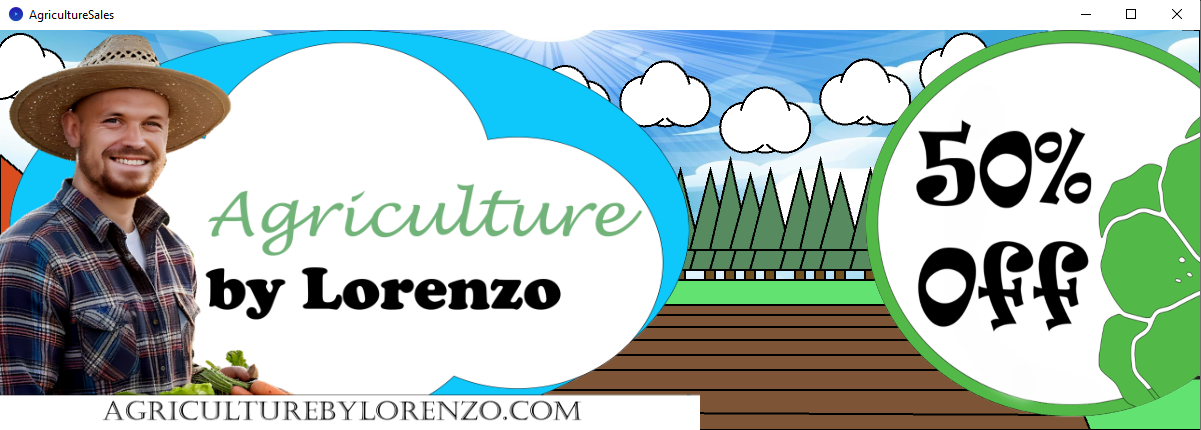 AgricultureSales
Agriculture
by Lorenzo
50%
Off
AGRICULTUREBYLORENZO.COM